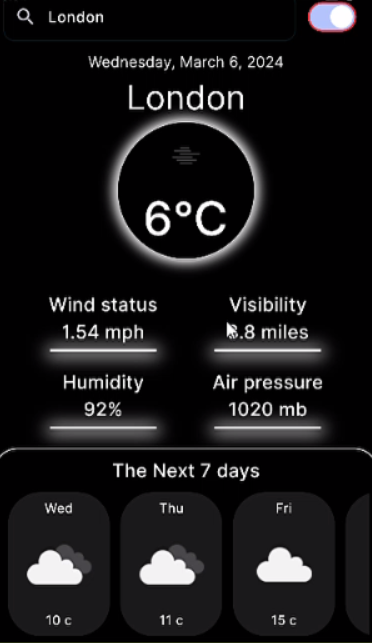 London
Wednesday, March 6, 2024
London
6°C
Wind status
Visibility
1.54 mph
.8 miles
Humidity
Air pressure
92%
1020 mb
The Next 7 days
Wed
Thu
Fri
10 c
11 c
15 c